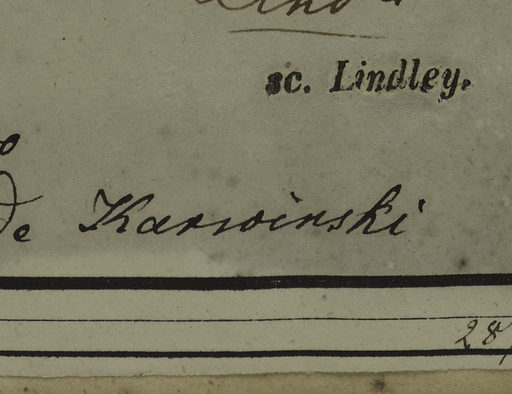 sc. Lindley.
de Karwinski
28